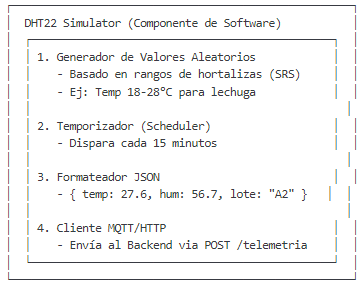 DHT22 Simulator (Componente de Software)
1. Generador de Valores Aleatorios
- Basado en rangos de hortalizas (SRS)
- Ej: Temp 18-28°C para lechuga
2. Temporizador (Scheduler)
- Dispara cada 15 minutos
3. Formateador JSON
- { temp: 27.6, hum: 56.7, lote: "A2" }
4. Cliente MQTT/HTTP
- Envía al Backend via POST /telemetria